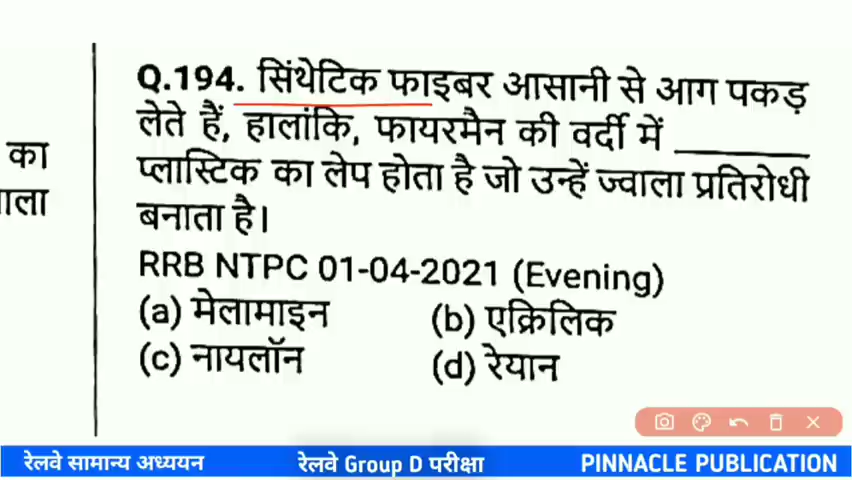 का
ाला
Q.194. सिंथेटिक फाइबर आसानी से आग पकड़
लेते हैं, हालांकि, फायरमैन की वर्दी में ________
प्लास्टिक का लेप होता है जो उन्हें ज्वाला प्रतिरोधी
बनाता है।
RRB NTPC 01-04-2021 (Evening)
(a) मेलामाइन (b) एक्रिलिक
(c) नायलॉन (d) रेयान
रेलवे सामान्य अध्ययन रेलवे Group D परीक्षा PINNACLE PUBLICATION